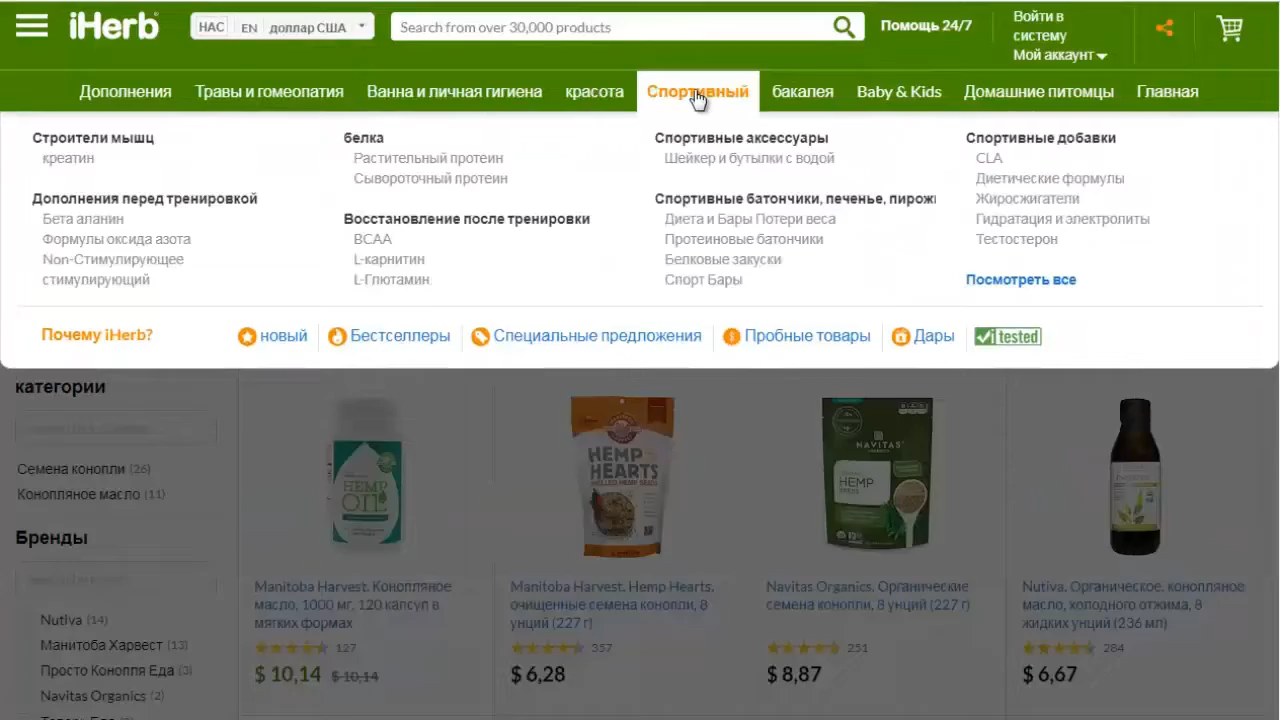 iHerb
НАС EN доллар США
Search from over 30,000 products
Помощь 24/7
Войти в
систему
Мой аккаунт
Дополнения Травы и гомеопатия Ванна и личная гигиена красота Спортивный бакалея Baby & Kids Домашние питомцы Главная
Строители мышц
креатин
Дополнения перед тренировкой
Бета аланин
Формулы оксида азота
Non-Стимулирующее
стимулирующий
белка
Растительный протеин
Сывороточный протеин
Восстановление после тренировки
BCAA
L-карнитин
L-Глютамин
Спортивные аксессуары
Шейкер и бутылки с водой
Спортивные батончики, печенье, пирож
Диета и Бары Потери веса
Протеиновые батончики
Белковые закуски
Спорт Бары
Спортивные добавки
CLA
Диетические формулы
Жиросжигатели
Гидратация и электролиты
Тестостерон
Посмотреть все
Почему iHerb? новый Бестселлеры Специальные предложения Пробные товары Дары tested
категории
Семена конопли (26)
Конопляное масло (11)
Бренды
Nutiva (14)
Манитоба Харвест (13)
Просто Конопля Еда (3)
Navitas Organics (2)
HEMP
OIL
Manitoba Harvest, Конопляное
масло, 1000 мг, 120 капсул в
мягких формах
127
$ 10,14 $ 10,14
HEMP
HEARTS
Manitoba Harvest, Hemp Hearts,
очищенные семена конопли, 8
унций (227 г)
357
$ 6,28
NAVITAS
HEMP
Navitas Organics, Органические
семена конопли, 8 унций (227 г)
251
$ 8,87
Nutiva, Органическое, конопляное
масло, холодного отжима, 8
жидких унций (236 мл)
284
$ 6,67